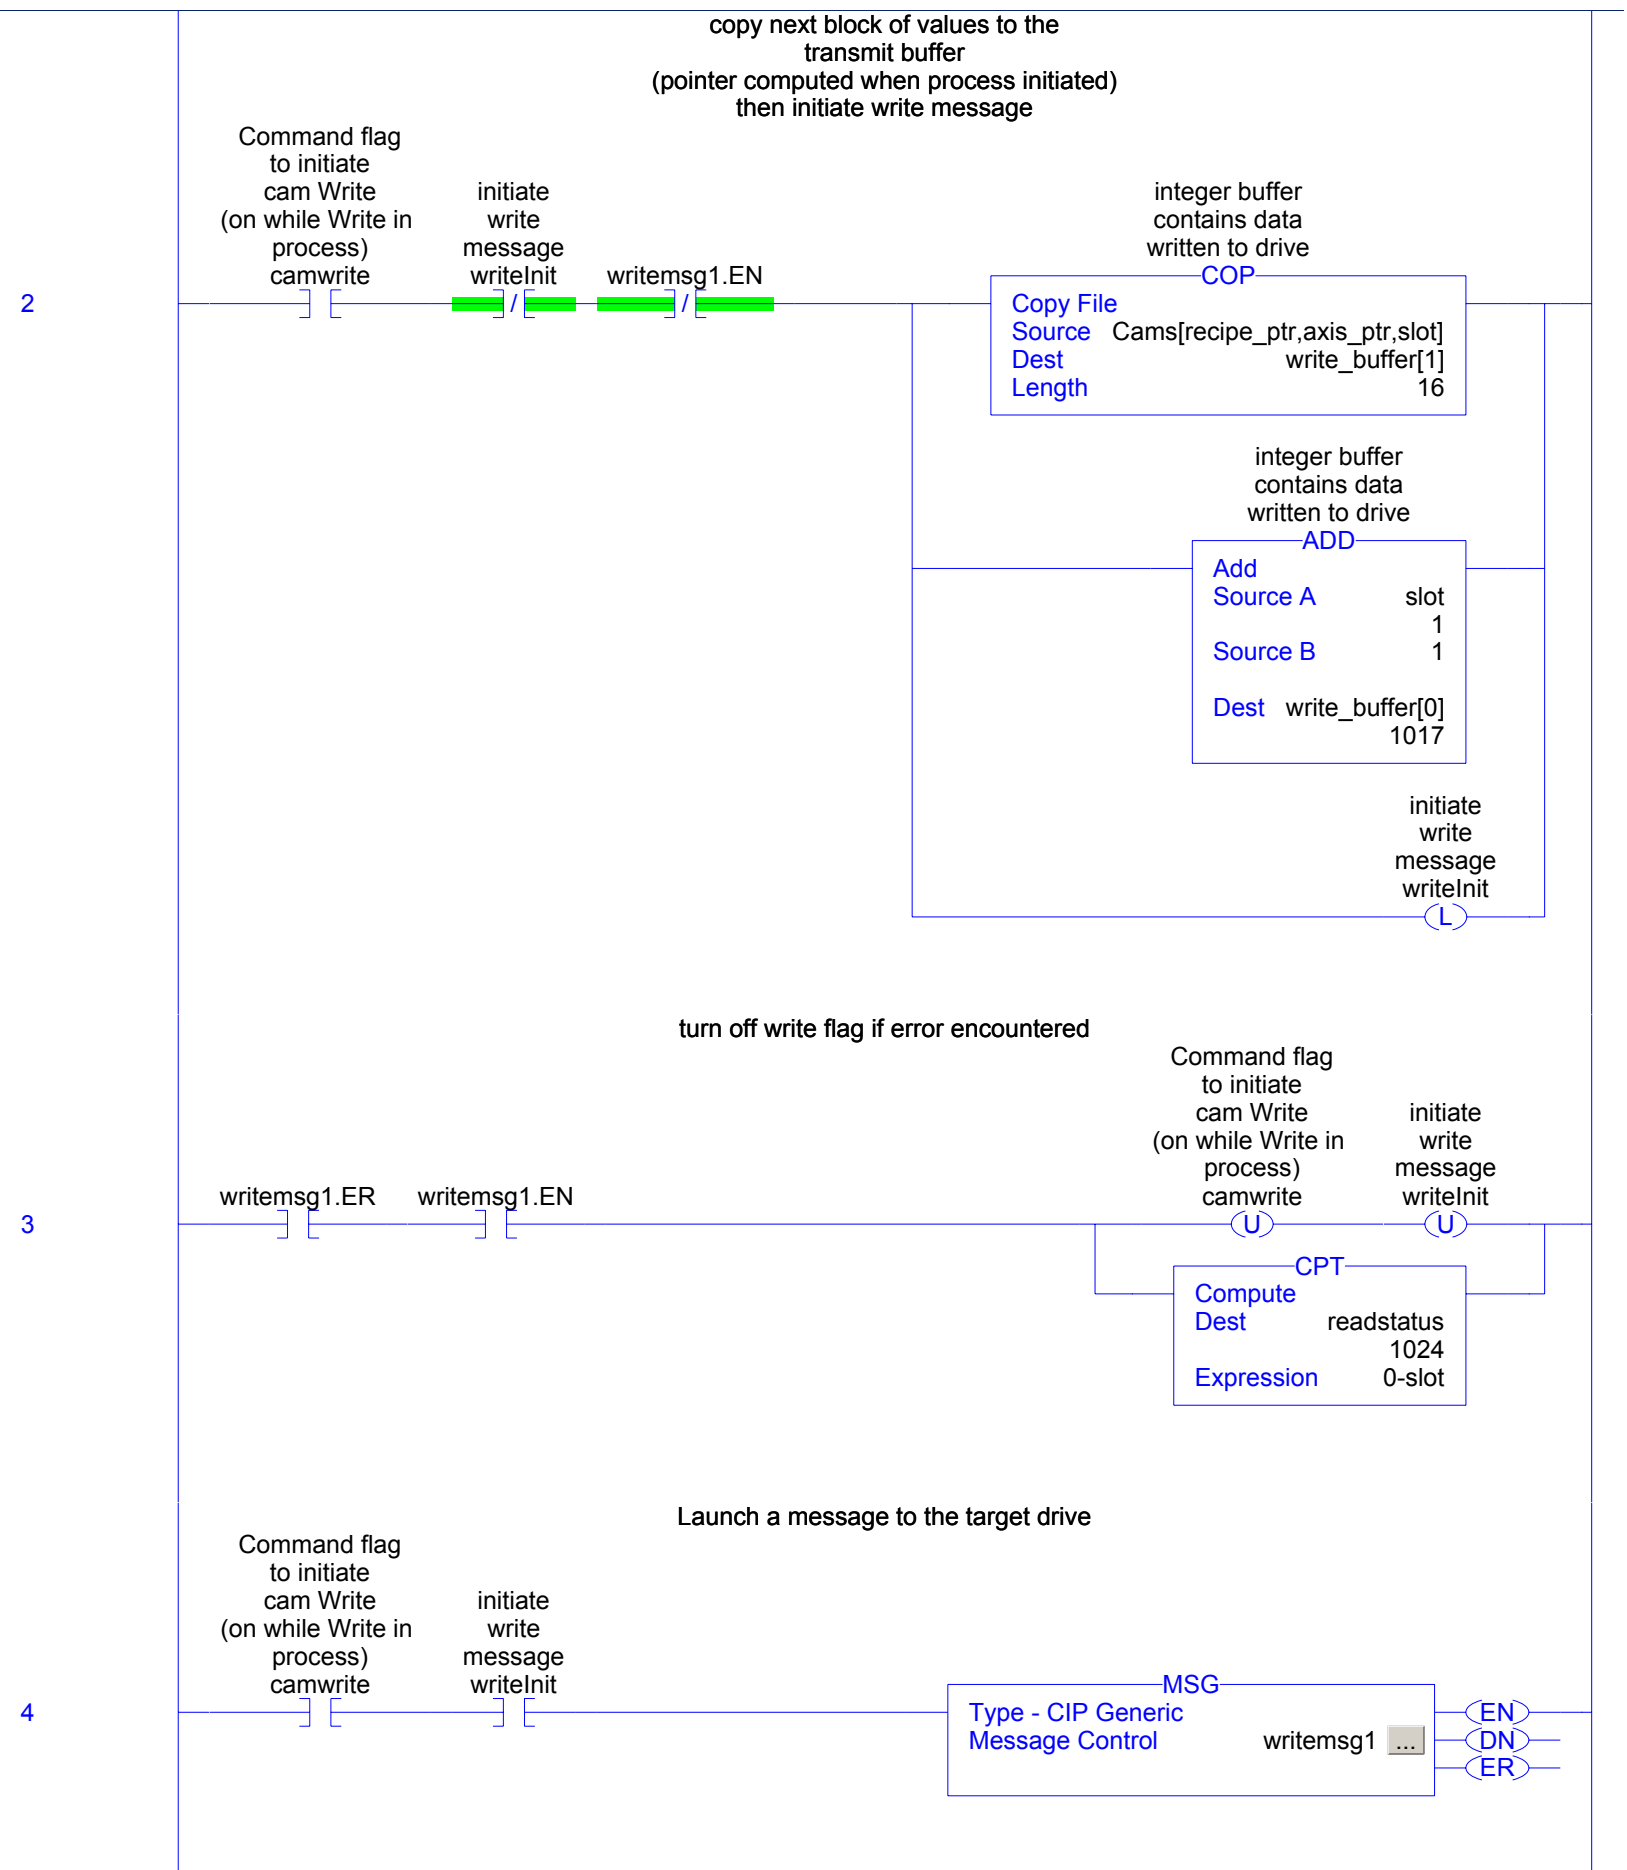 copy next block of values to the
transmit buffer
(pointer computed when process initiated)
then initiate write message
Command flag
to initiate
cam Write
(on while Write in
process)
camwrite
initiate
write
message
writeInit
writemsg1.EN
integer buffer
contains data
written to drive
COP
Copy File
Source Cams[recipe_ptr,axis_ptr,slot]
Dest write_buffer[1]
Length 16
2
/
/
integer buffer
contains data
written to drive
ADD
Add
Source A slot
1
Source B 1
Dest write_buffer[0]
1017
initiate
write
message
writeInit
L
turn off write flag if error encountered
Command flag
to initiate
cam Write
(on while Write in
process)
camwrite
initiate
write
message
writeInit
writemsg1.ER
writemsg1.EN
3
U
U
CPT
Compute
Dest readstatus
1024
Expression 0-slot
Launch a message to the target drive
Command flag
to initiate
cam Write
(on while Write in
process)
camwrite
initiate
write
message
writeInit
4
MSG
Type - CIP Generic
Message Control writemsg1 ...
EN
DN
ER